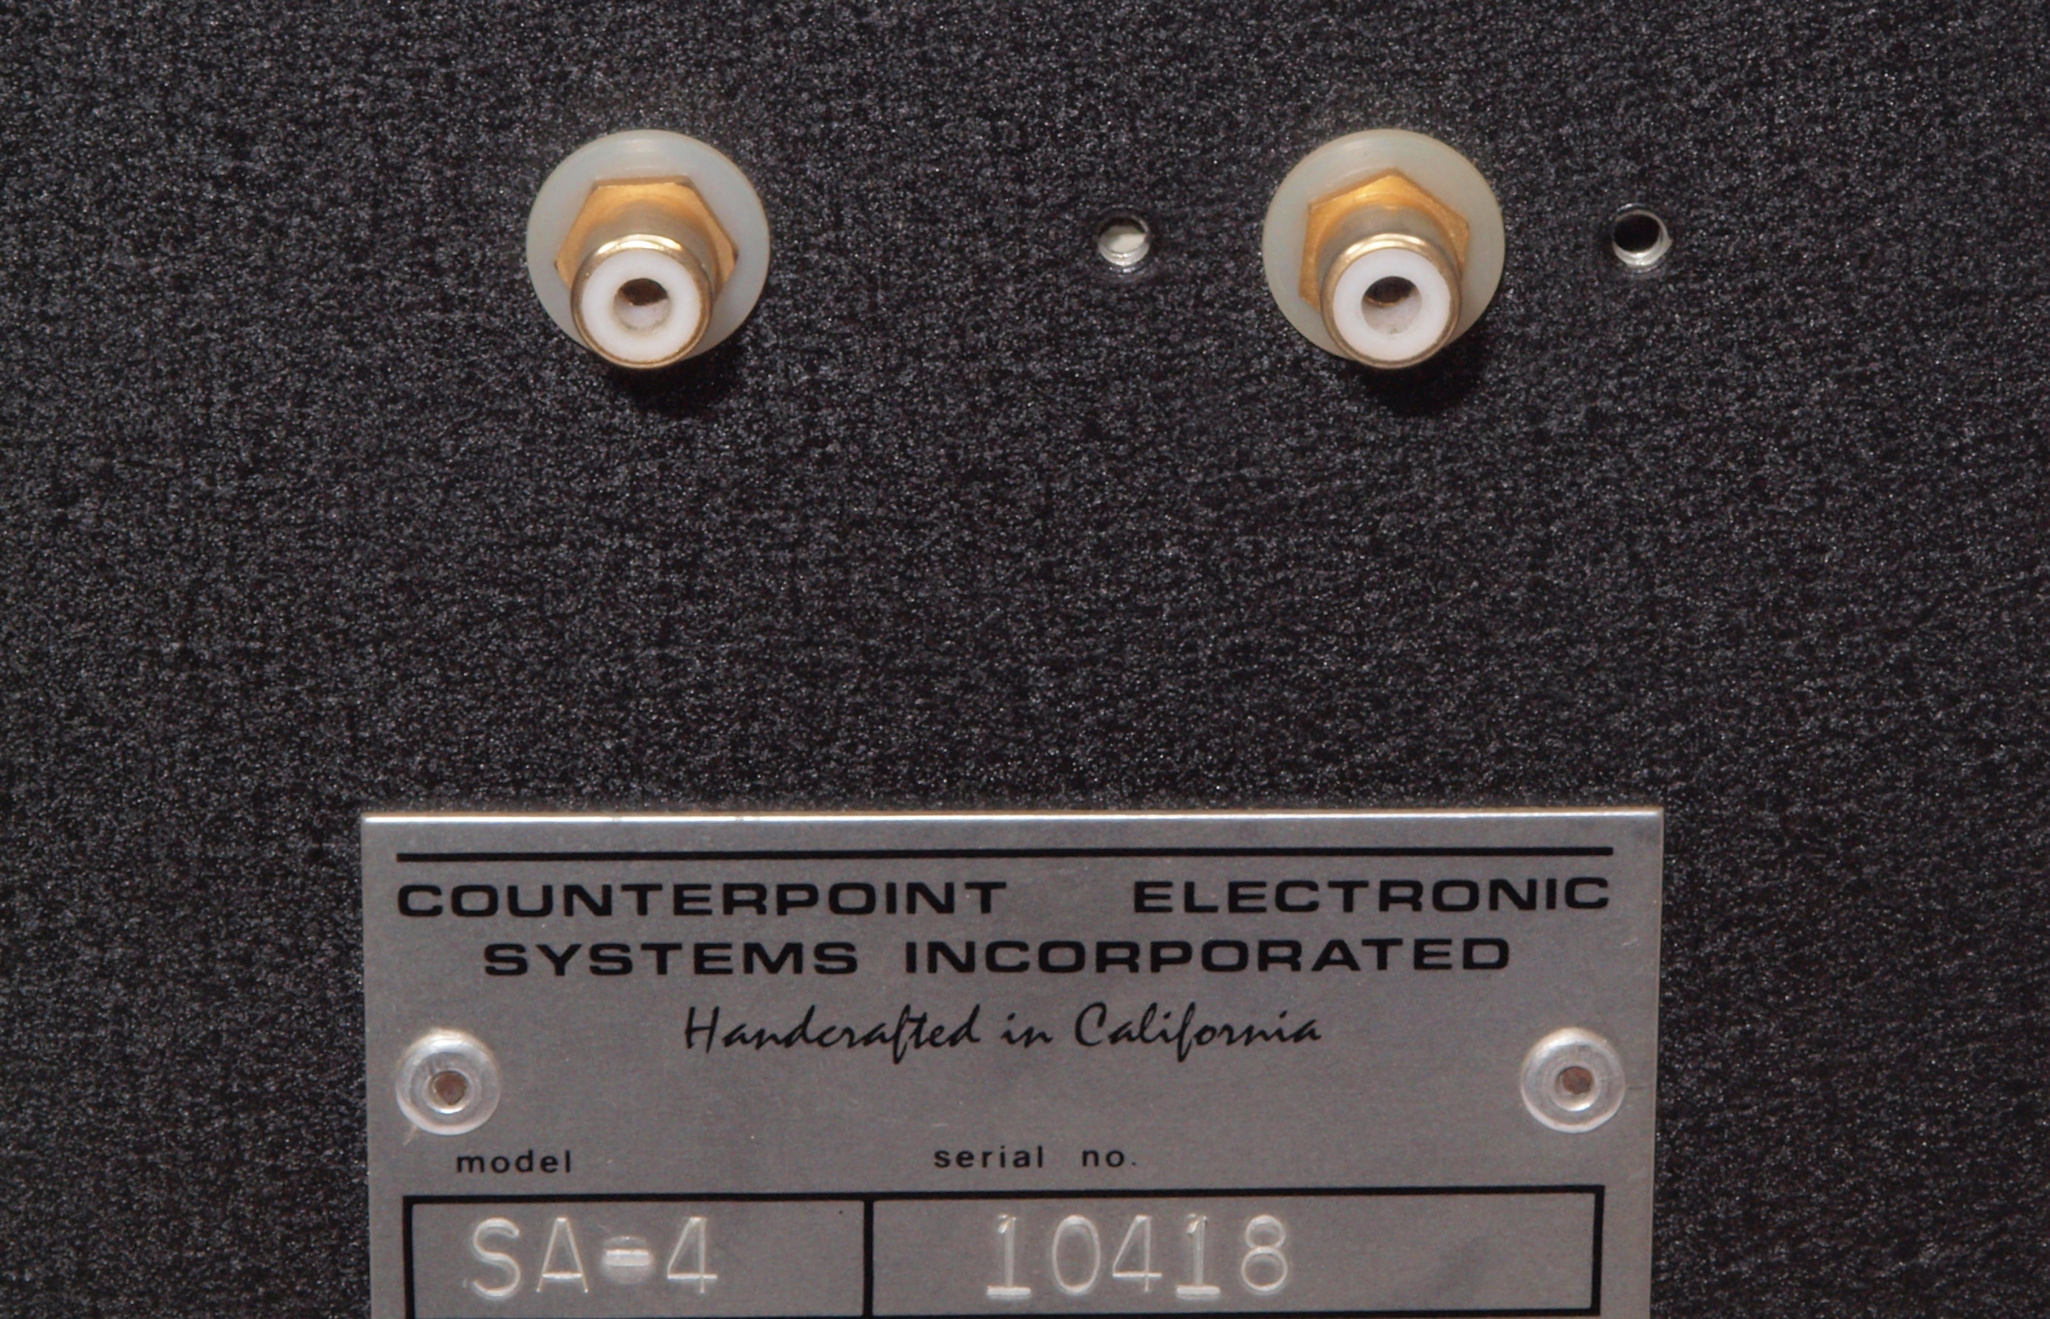 COUNTERPOINT ELECTRONIC
SYSTEMS INCORPORATED
Handcrafted in California
model serial no.
SA-4 10418